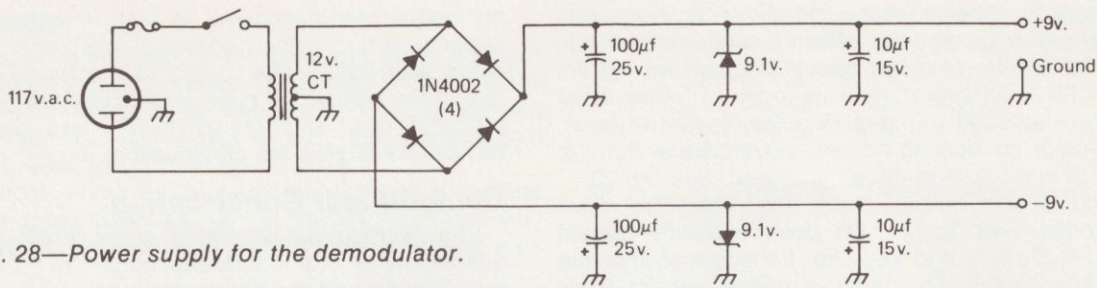 117 v.a.c.
12v.
CT
1N4002
(4)
100µf
25v.
9.1v.
10µf
15v.
+9v.
Ground
100µf
25v.
9.1v.
10µf
15v.
−9v.
. 28—Power supply for the demodulator.